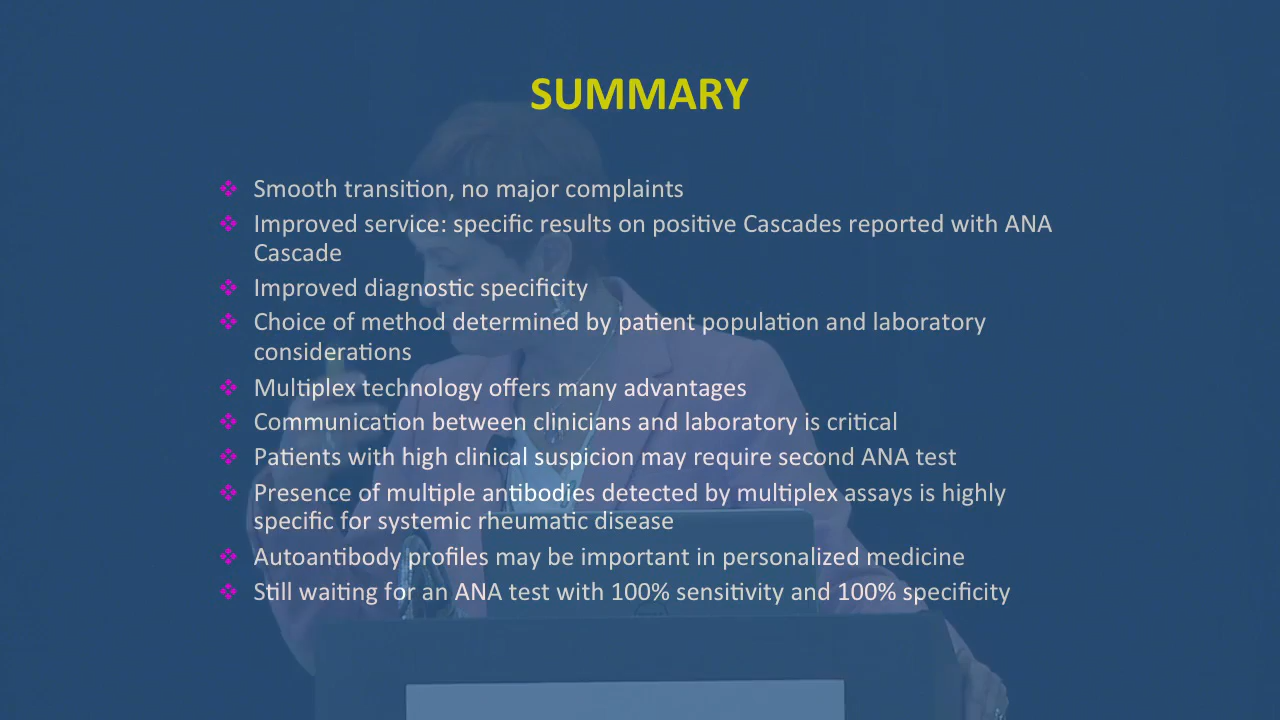 SUMMARY
Smooth transition, no major complaints
Improved service: specific results on positive Cascades reported with ANA
Cascade
Improved diagnostic specificity
Choice of method determined by patient population and laboratory
considerations
Multiplex technology offers many advantages
Communication between clinicians and laboratory is critical
Patients with high clinical suspicion may require second ANA test
Presence of multiple antibodies detected by multiplex assays is highly
specific for systemic rheumatic disease
Autoantibody profiles may be important in personalized medicine
Still waiting for an ANA test with 100% sensitivity and 100% specificity